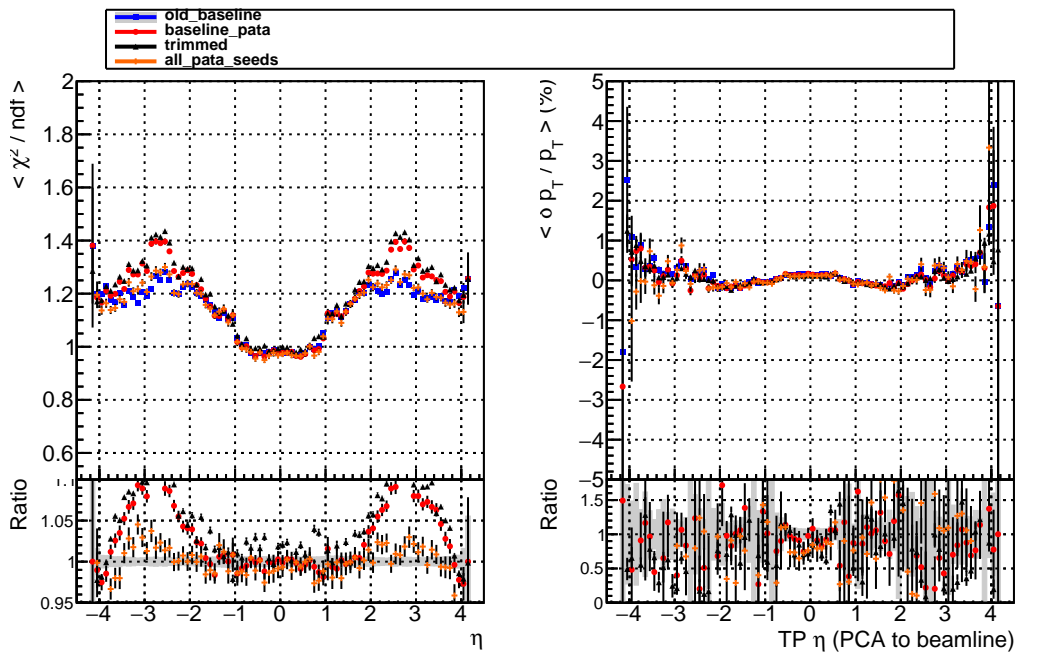 old_baseline
baseline_pata
trimmed
all_pata_seeds
< χ² / ndf >
2
1.8
1.6
1.4
1.2
1
0.8
0.6
Ratio
1.1
1.05
1
0.95
−4 −3 −2 −1 0 1 2 3 4
η
< σ p_T / p_T > (%)
5
4
3
2
1
0
−1
−2
−3
−4
−5
Ratio
1.5
1
0.5
0
−4 −3 −2 −1 0 1 2 3 4
TP η (PCA to beamline)